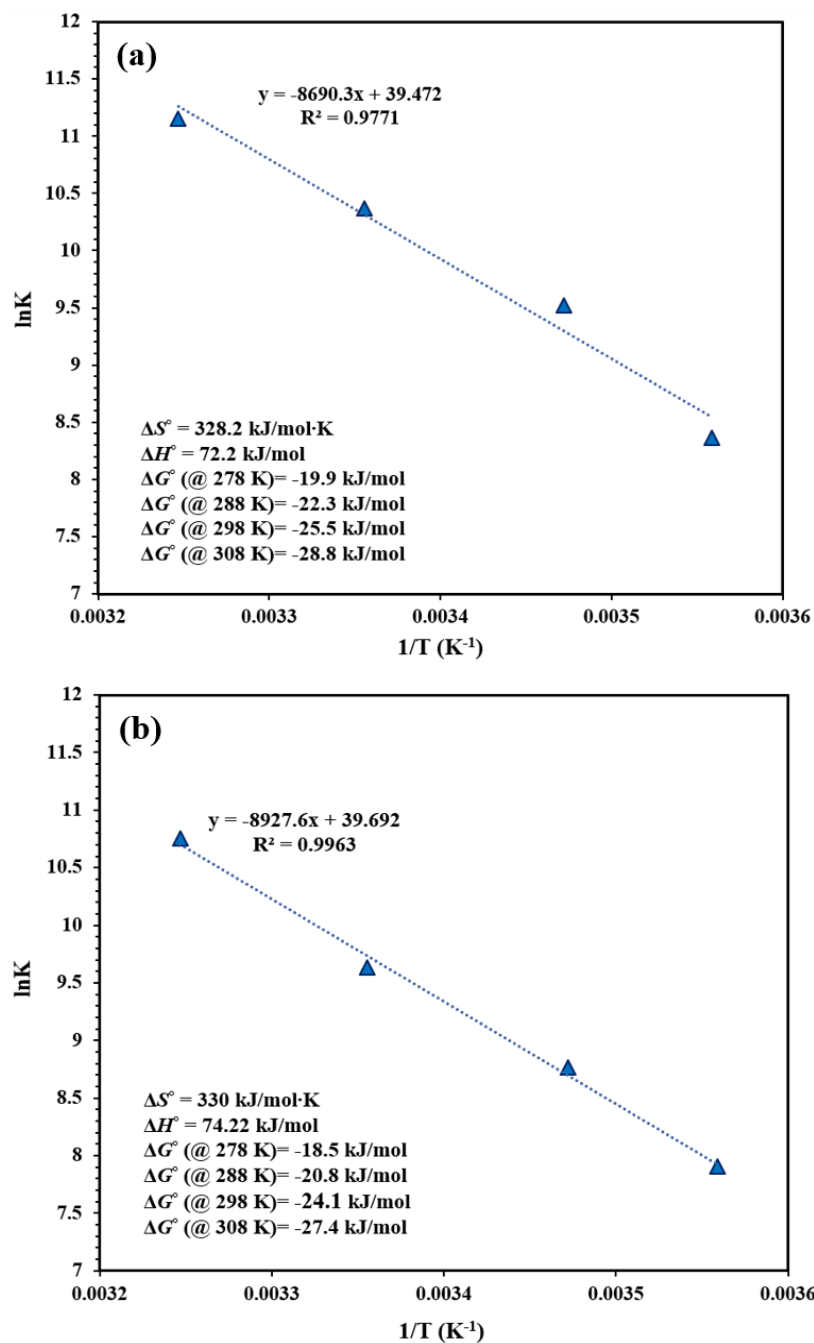 (a)
y = -8690.3x + 39.472
R² = 0.9771
12
11.5
11
10.5
10
9.5
9
8.5
8
7.5
7
lnK
ΔS° = 328.2 kJ/mol·K
ΔH° = 72.2 kJ/mol
ΔG° (@ 278 K)= -19.9 kJ/mol
ΔG° (@ 288 K)= -22.3 kJ/mol
ΔG° (@ 298 K)= -25.5 kJ/mol
ΔG° (@ 308 K)= -28.8 kJ/mol
0.0032 0.0033 0.0034 0.0035 0.0036
1/T (K⁻¹)
(b)
y = -8927.6x + 39.692
R² = 0.9963
12
11.5
11
10.5
10
9.5
9
8.5
8
7.5
7
lnK
ΔS° = 330 kJ/mol·K
ΔH° = 74.22 kJ/mol
ΔG° (@ 278 K)= -18.5 kJ/mol
ΔG° (@ 288 K)= -20.8 kJ/mol
ΔG° (@ 298 K)= -24.1 kJ/mol
ΔG° (@ 308 K)= -27.4 kJ/mol
0.0032 0.0033 0.0034 0.0035 0.0036
1/T (K⁻¹)